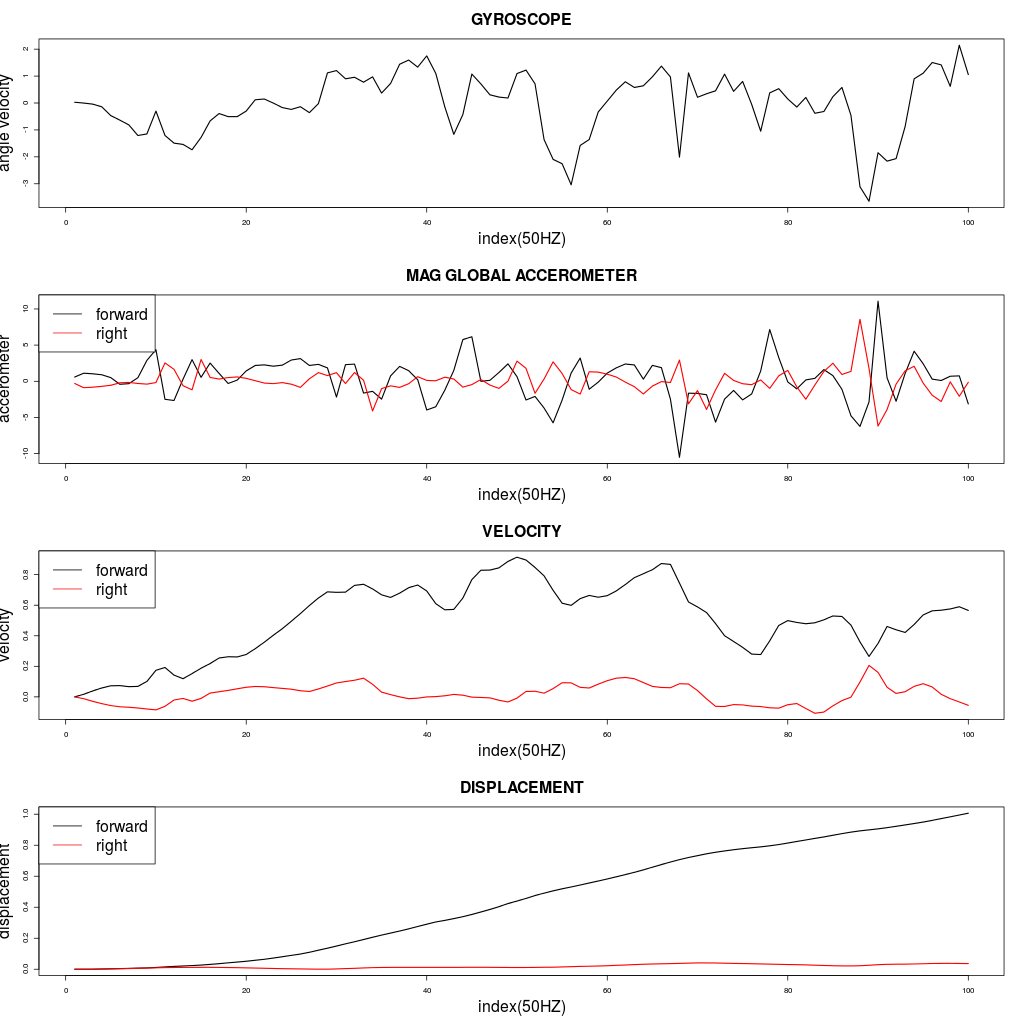 GYROSCOPE
angle velocity
2
1
0
-1
-2
-3
0 20 40 60 80 100
index(50HZ)
MAG GLOBAL ACCEROMETER
accerometer
10
5
0
-5
-10
forward
right
0 20 40 60 80 100
index(50HZ)
VELOCITY
velocity
0.8
0.6
0.4
0.2
0.0
forward
right
0 20 40 60 80 100
index(50HZ)
DISPLACEMENT
displacement
1.0
0.8
0.6
0.4
0.2
0.0
forward
right
0 20 40 60 80 100
index(50HZ)